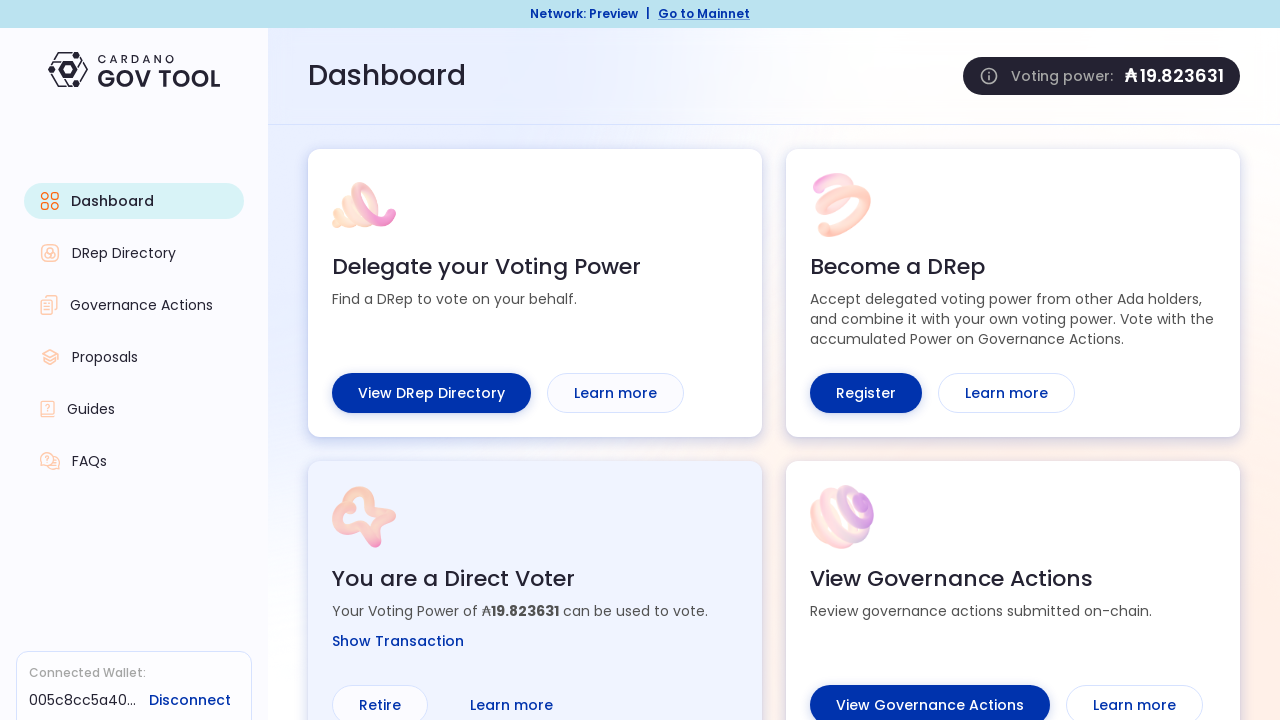 Network: Preview | Go to Mainnet
CARDANO
GOV TOOL
Dashboard
Voting power: ₳19.823631
Dashboard
DRep Directory
Governance Actions
Proposals
Guides
FAQs
Connected Wallet:
005c8cc5a40... Disconnect
Delegate your Voting Power
Find a DRep to vote on your behalf.
View DRep Directory Learn more
Become a DRep
Accept delegated voting power from other Ada holders,
and combine it with your own voting power. Vote with the
accumulated Power on Governance Actions.
Register Learn more
You are a Direct Voter
Your Voting Power of ₳19.823631 can be used to vote.
Show Transaction
Retire Learn more
View Governance Actions
Review governance actions submitted on-chain.
View Governance Actions Learn more